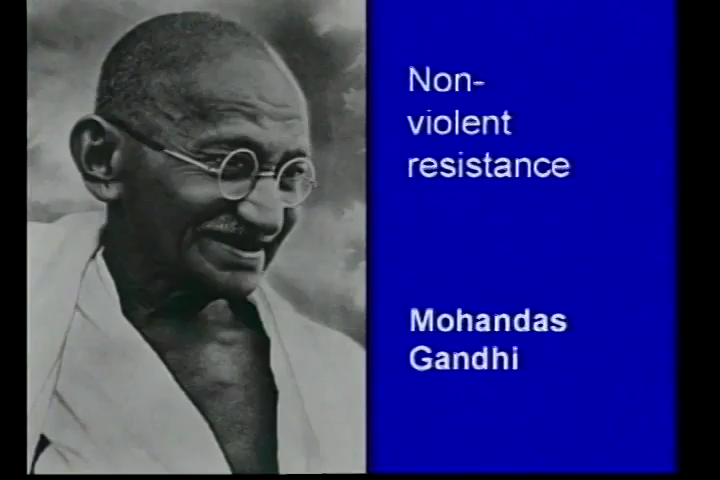 Non-
violent
resistance
Mohandas
Gandhi